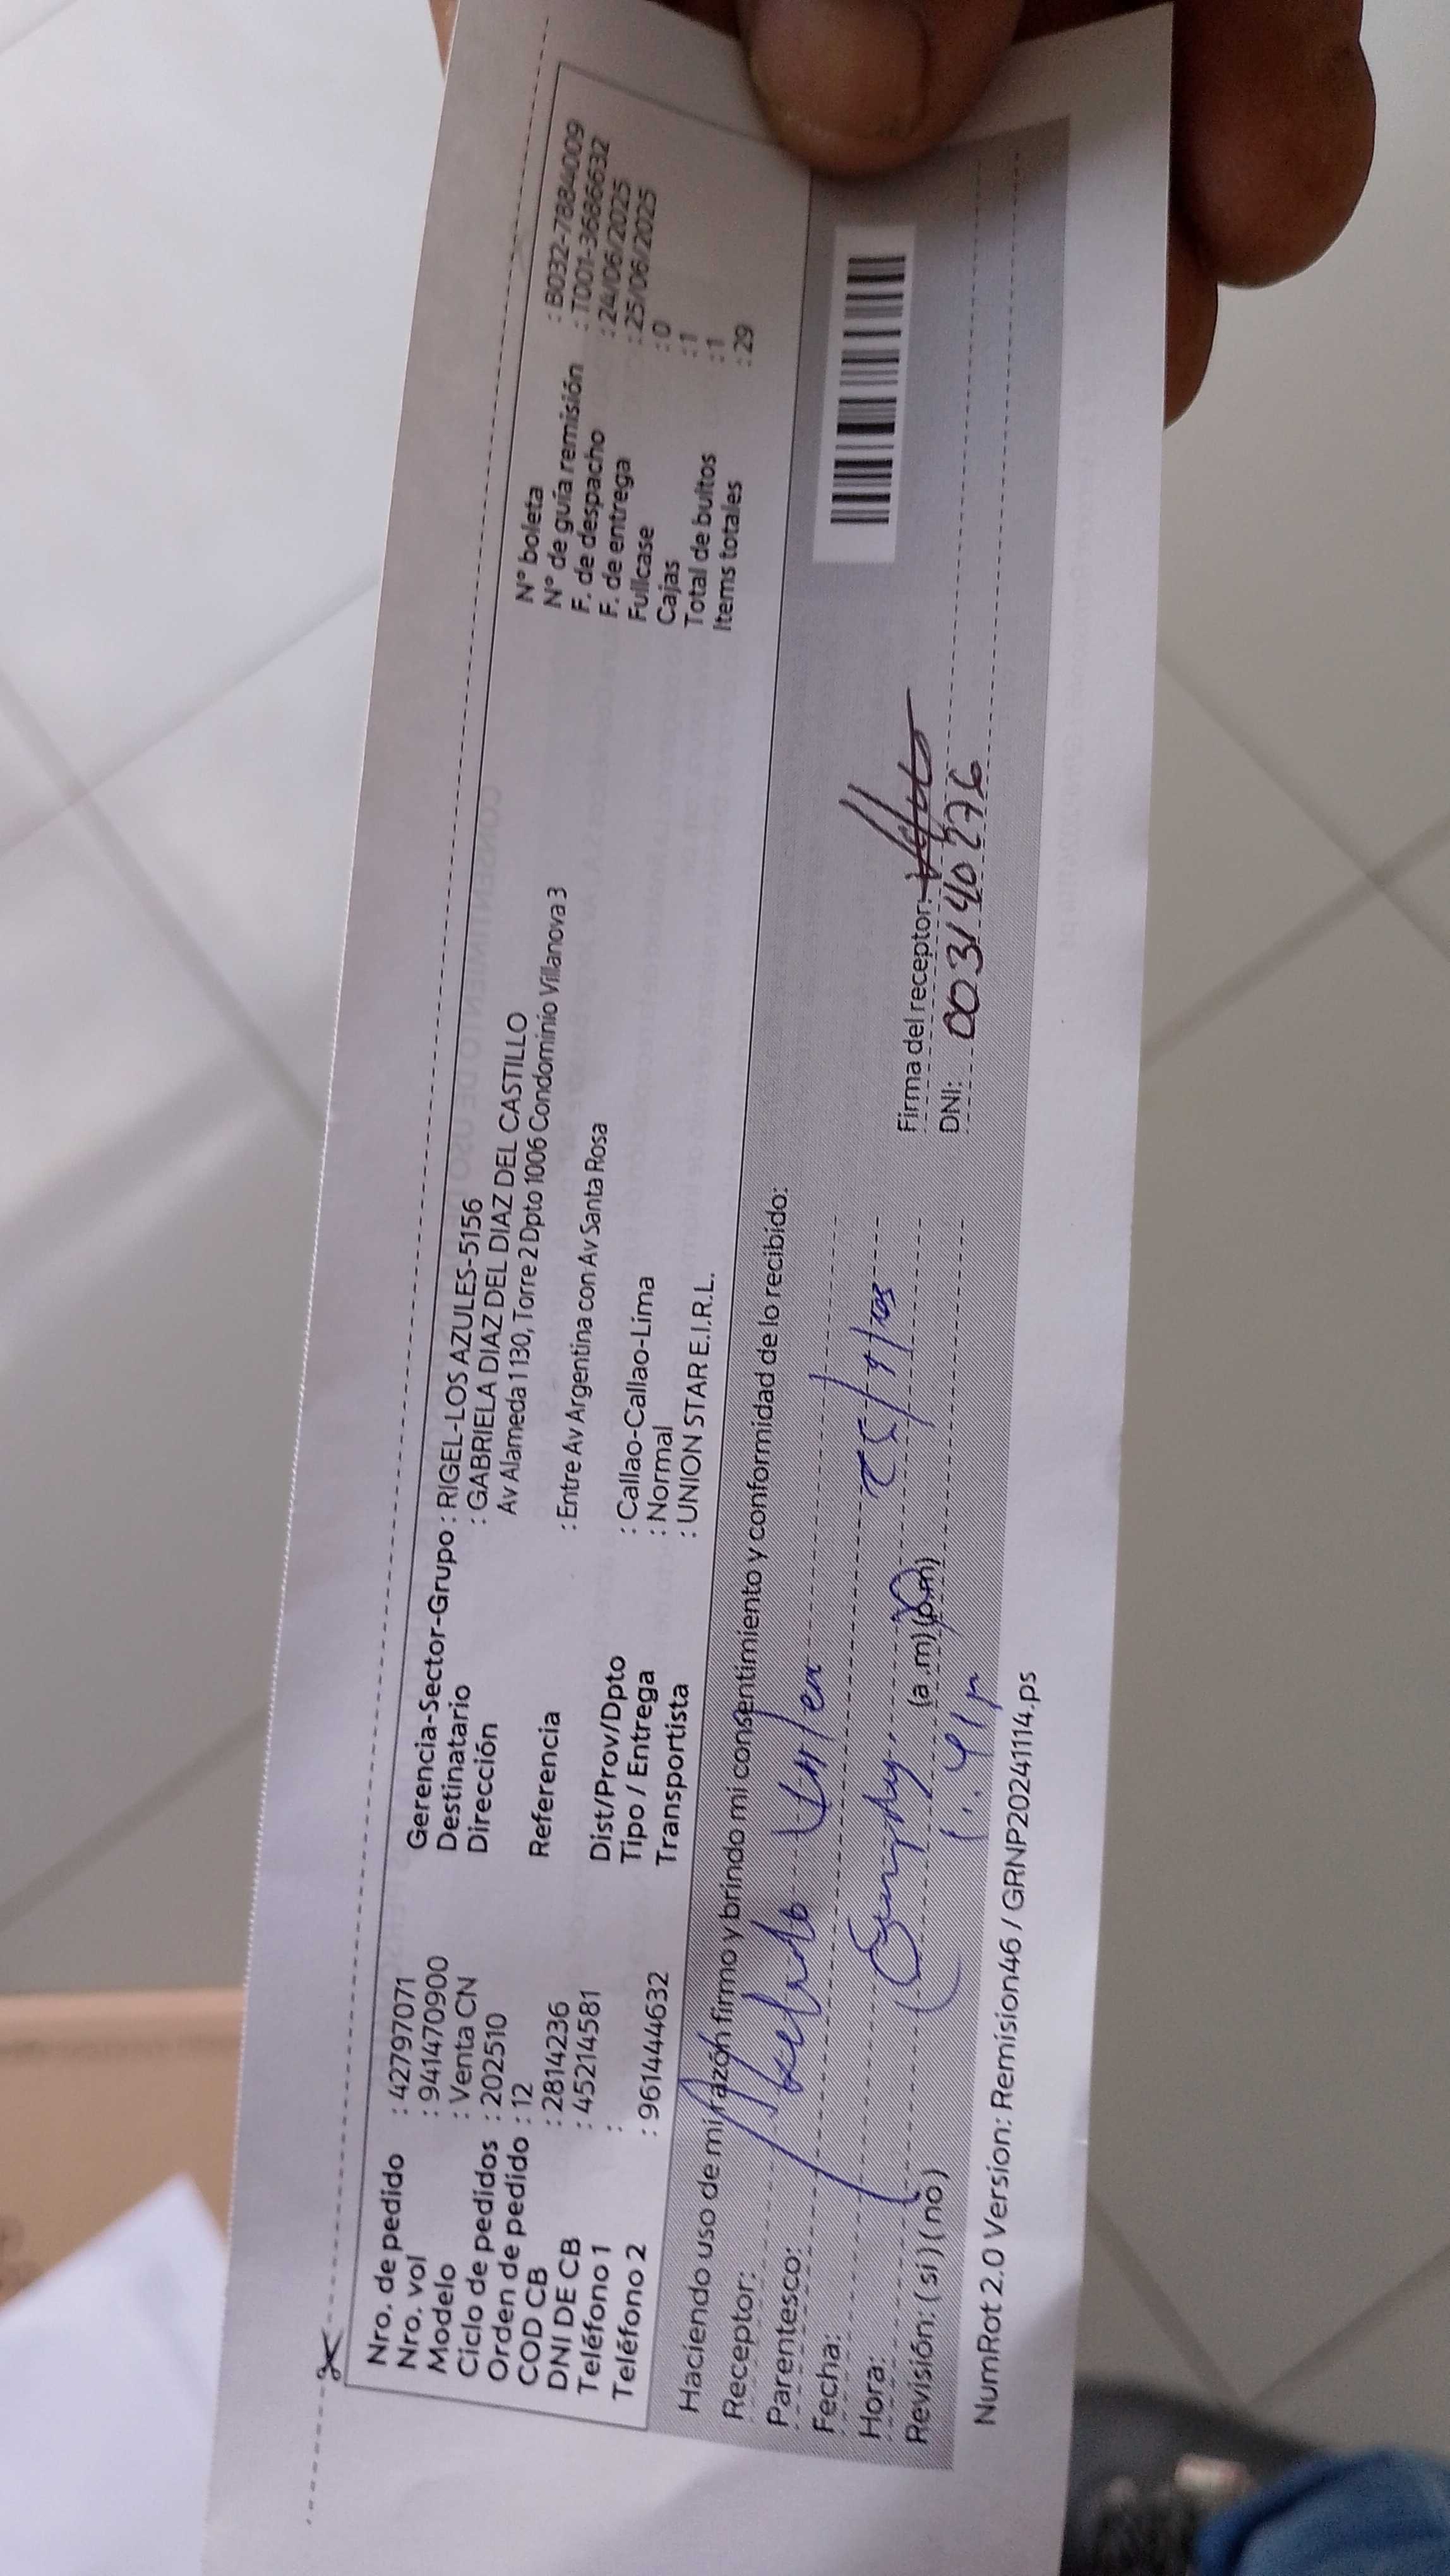 Nro. de pedido : 42797071
Nro. vol : 941470900
Modelo : Venta CN
Ciclo de pedidos : 202510
Orden de pedido : 12
COD CB : 2814236
DNI DE CB : 45214581
Teléfono 1 :
Teléfono 2 : 961444632
Gerencia-Sector-Grupo : RIGEL-LOS AZULES-5156
Destinatario : GABRIELA DIAZ DEL DIAZ DEL CASTILLO
Dirección Av Alameda 1130, Torre 2 Dpto 1006 Condominio Villanova 3
Referencia : Entre Av Argentina con Av Santa Rosa
Dist/Prov/Dpto : Callao-Callao-Lima
Tipo / Entrega : Normal
Transportista : UNION STAR E.I.R.L.
N° boleta : B032-7884009
N° de guía remisión : T001-3686632
F. de despacho : 24/06/2025
F. de entrega : 25/06/2025
Fullcase : 0
Cajas : 1
Total de bultos : 1
Items totales : 29
Haciendo uso de mi razón firmo y brindo mi consentimiento y conformidad de lo recibido:
Receptor:
Parentesco:
Fecha:
Hora: (a.m) (p.m)
Revisión: (si) (no)
Firma del receptor:
DNI: 003140276
NumRot 2.0 Version: Remision46 / GRNP20241114.ps